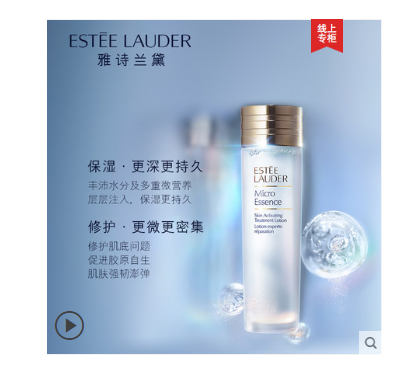 ESTĒE LAUDER
雅诗兰黛
线上
专柜
保湿·更深更持久
丰沛水分及多重微营养
层层注入，保湿更持久
修护·更微更密集
修护肌底问题
促进胶原自生
肌肤强韧澎弹
ESTĒE
LAUDER
Micro
Essence
Skin Activating
Treatment Lotion
Lotion experte
réparation